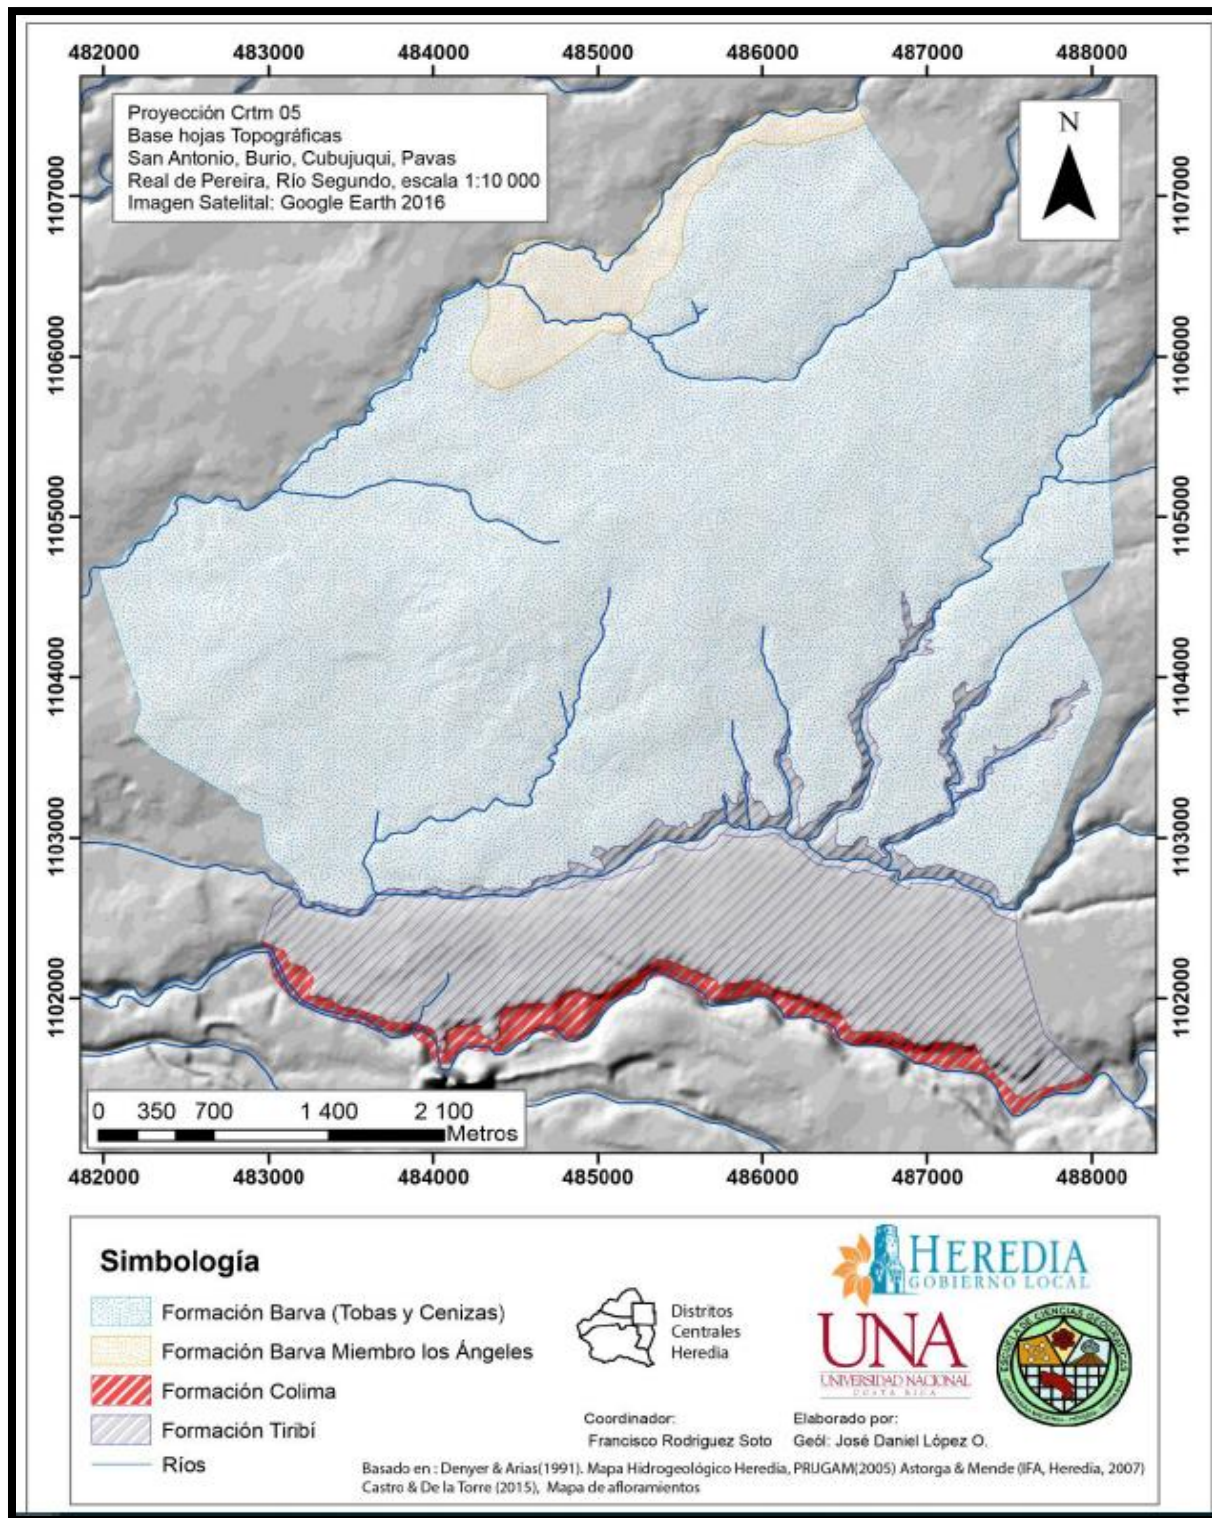 482000 483000 484000 485000 486000 487000 488000
Proyección Crtm 05
Base hojas Topográficas
San Antonio, Burio, Cubujuqui, Pavas
Real de Pereira, Río Segundo, escala 1:10 000
Imagen Satelital: Google Earth 2016
N
1107000
1106000
1105000
1104000
1103000
1102000
1107000
1106000
1105000
1104000
1103000
1102000
0 350 700 1 400 2 100
Metros
482000 483000 484000 485000 486000 487000 488000
Simbología
Formación Barva (Tobas y Cenizas)
Formación Barva Miembro los Ángeles
Formación Colima
Formación Tiribí
Ríos
Distritos
Centrales
Heredia
HEREDIA
GOBIERNO LOCAL
UNA
UNIVERSIDAD NACIONAL
COSTA RICA
ESCUELA DE CIENCIAS GEOGRAFICAS
Coordinador:
Francisco Rodriguez Soto
Elaborado por:
Geól: José Daniel López O.
Basado en : Denyer & Arias(1991). Mapa Hidrogeológico Heredia, PRUGAM(2005) Astorga & Mende (IFA, Heredia, 2007)
Castro & De la Torre (2015), Mapa de afloramientos